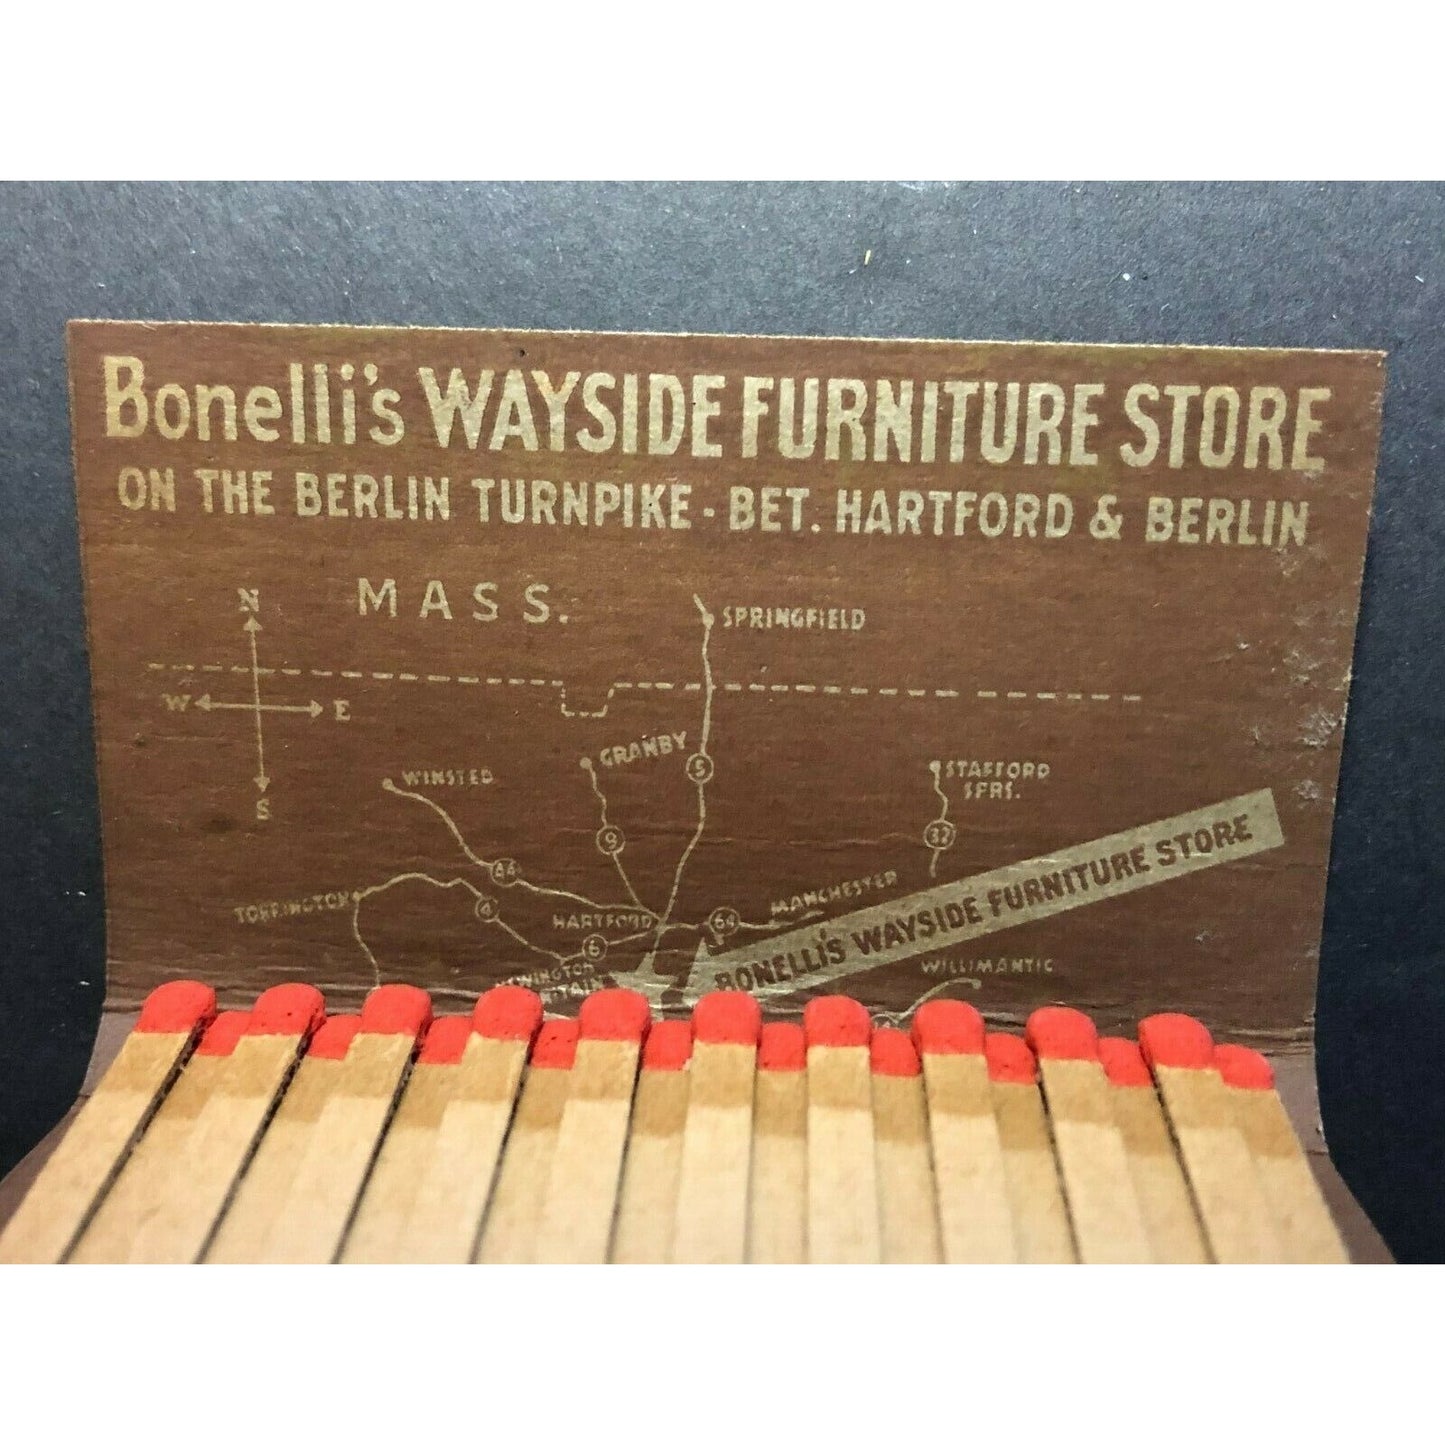 Bonelli's WAYSIDE FURNITURE STORE
ON THE BERLIN TURNPIKE - BET. HARTFORD & BERLIN
MASS.
N
SPRINGFIELD
W E
S
GRANBY
5
WINSTED
STAFFORD
SPRS.
9
32
44
TORRINGTON
4
HARTFORD
64
MANCHESTER
6
BONELLI'S WAYSIDE FURNITURE STORE
WILLIMANTIC